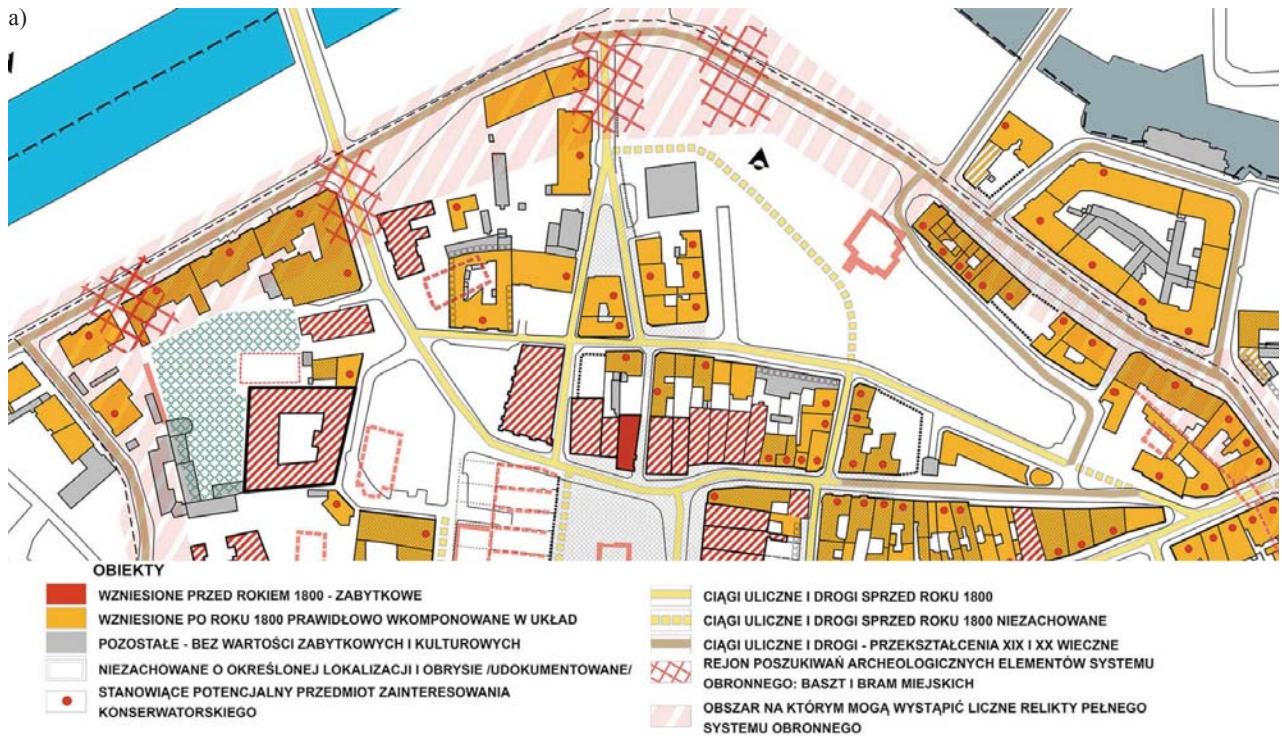 a)
OBIEKTY
WZNIESIONE PRZED ROKIEM 1800 - ZABYTKOWE
WZNIESIONE PO ROKU 1800 PRAWIDŁOWO WKOMPONOWANE W UKŁAD
POZOSTAŁE - BEZ WARTOŚCI ZABYTKOWYCH I KULTUROWYCH
NIEZACHOWANE O OKREŚLONEJ LOKALIZACJI I OBRYSIE /UDOKUMENTOWANE/
STANOWIĄCE POTENCJALNY PRZEDMIOT ZAINTERESOWANIA
KONSERWATORSKIEGO
CIĄGI ULICZNE I DROGI SPRZED ROKU 1800
CIĄGI ULICZNE I DROGI SPRZED ROKU 1800 NIEZACHOWANE
CIĄGI ULICZNE I DROGI - PRZEKSZTAŁCENIA XIX I XX WIECZNE
REJON POSZUKIWAŃ ARCHEOLOGICZNYCH ELEMENTÓW SYSTEMU
OBRONNEGO: BASZT I BRAM MIEJSKICH
OBSZAR NA KTÓRYM MOGĄ WYSTĄPIĆ LICZNE RELIKTY PEŁNEGO
SYSTEMU OBRONNEGO